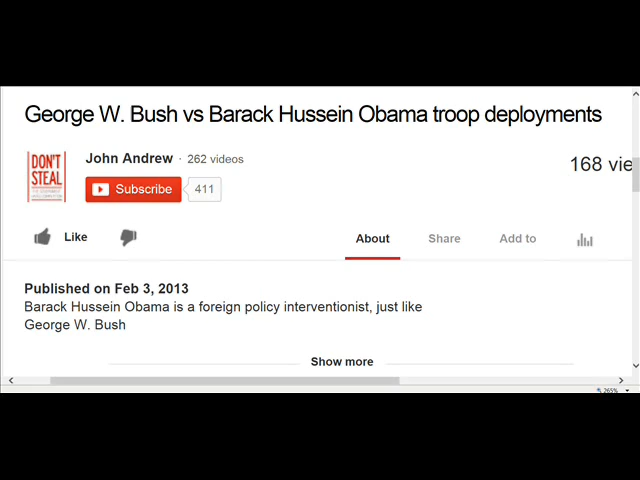 George W. Bush vs Barack Hussein Obama troop deployments
DON'T
STEAL
John Andrew · 262 videos
168 vie
Subscribe 411
Like
About Share Add to
Published on Feb 3, 2013
Barack Hussein Obama is a foreign policy interventionist, just like
George W. Bush
Show more
265%